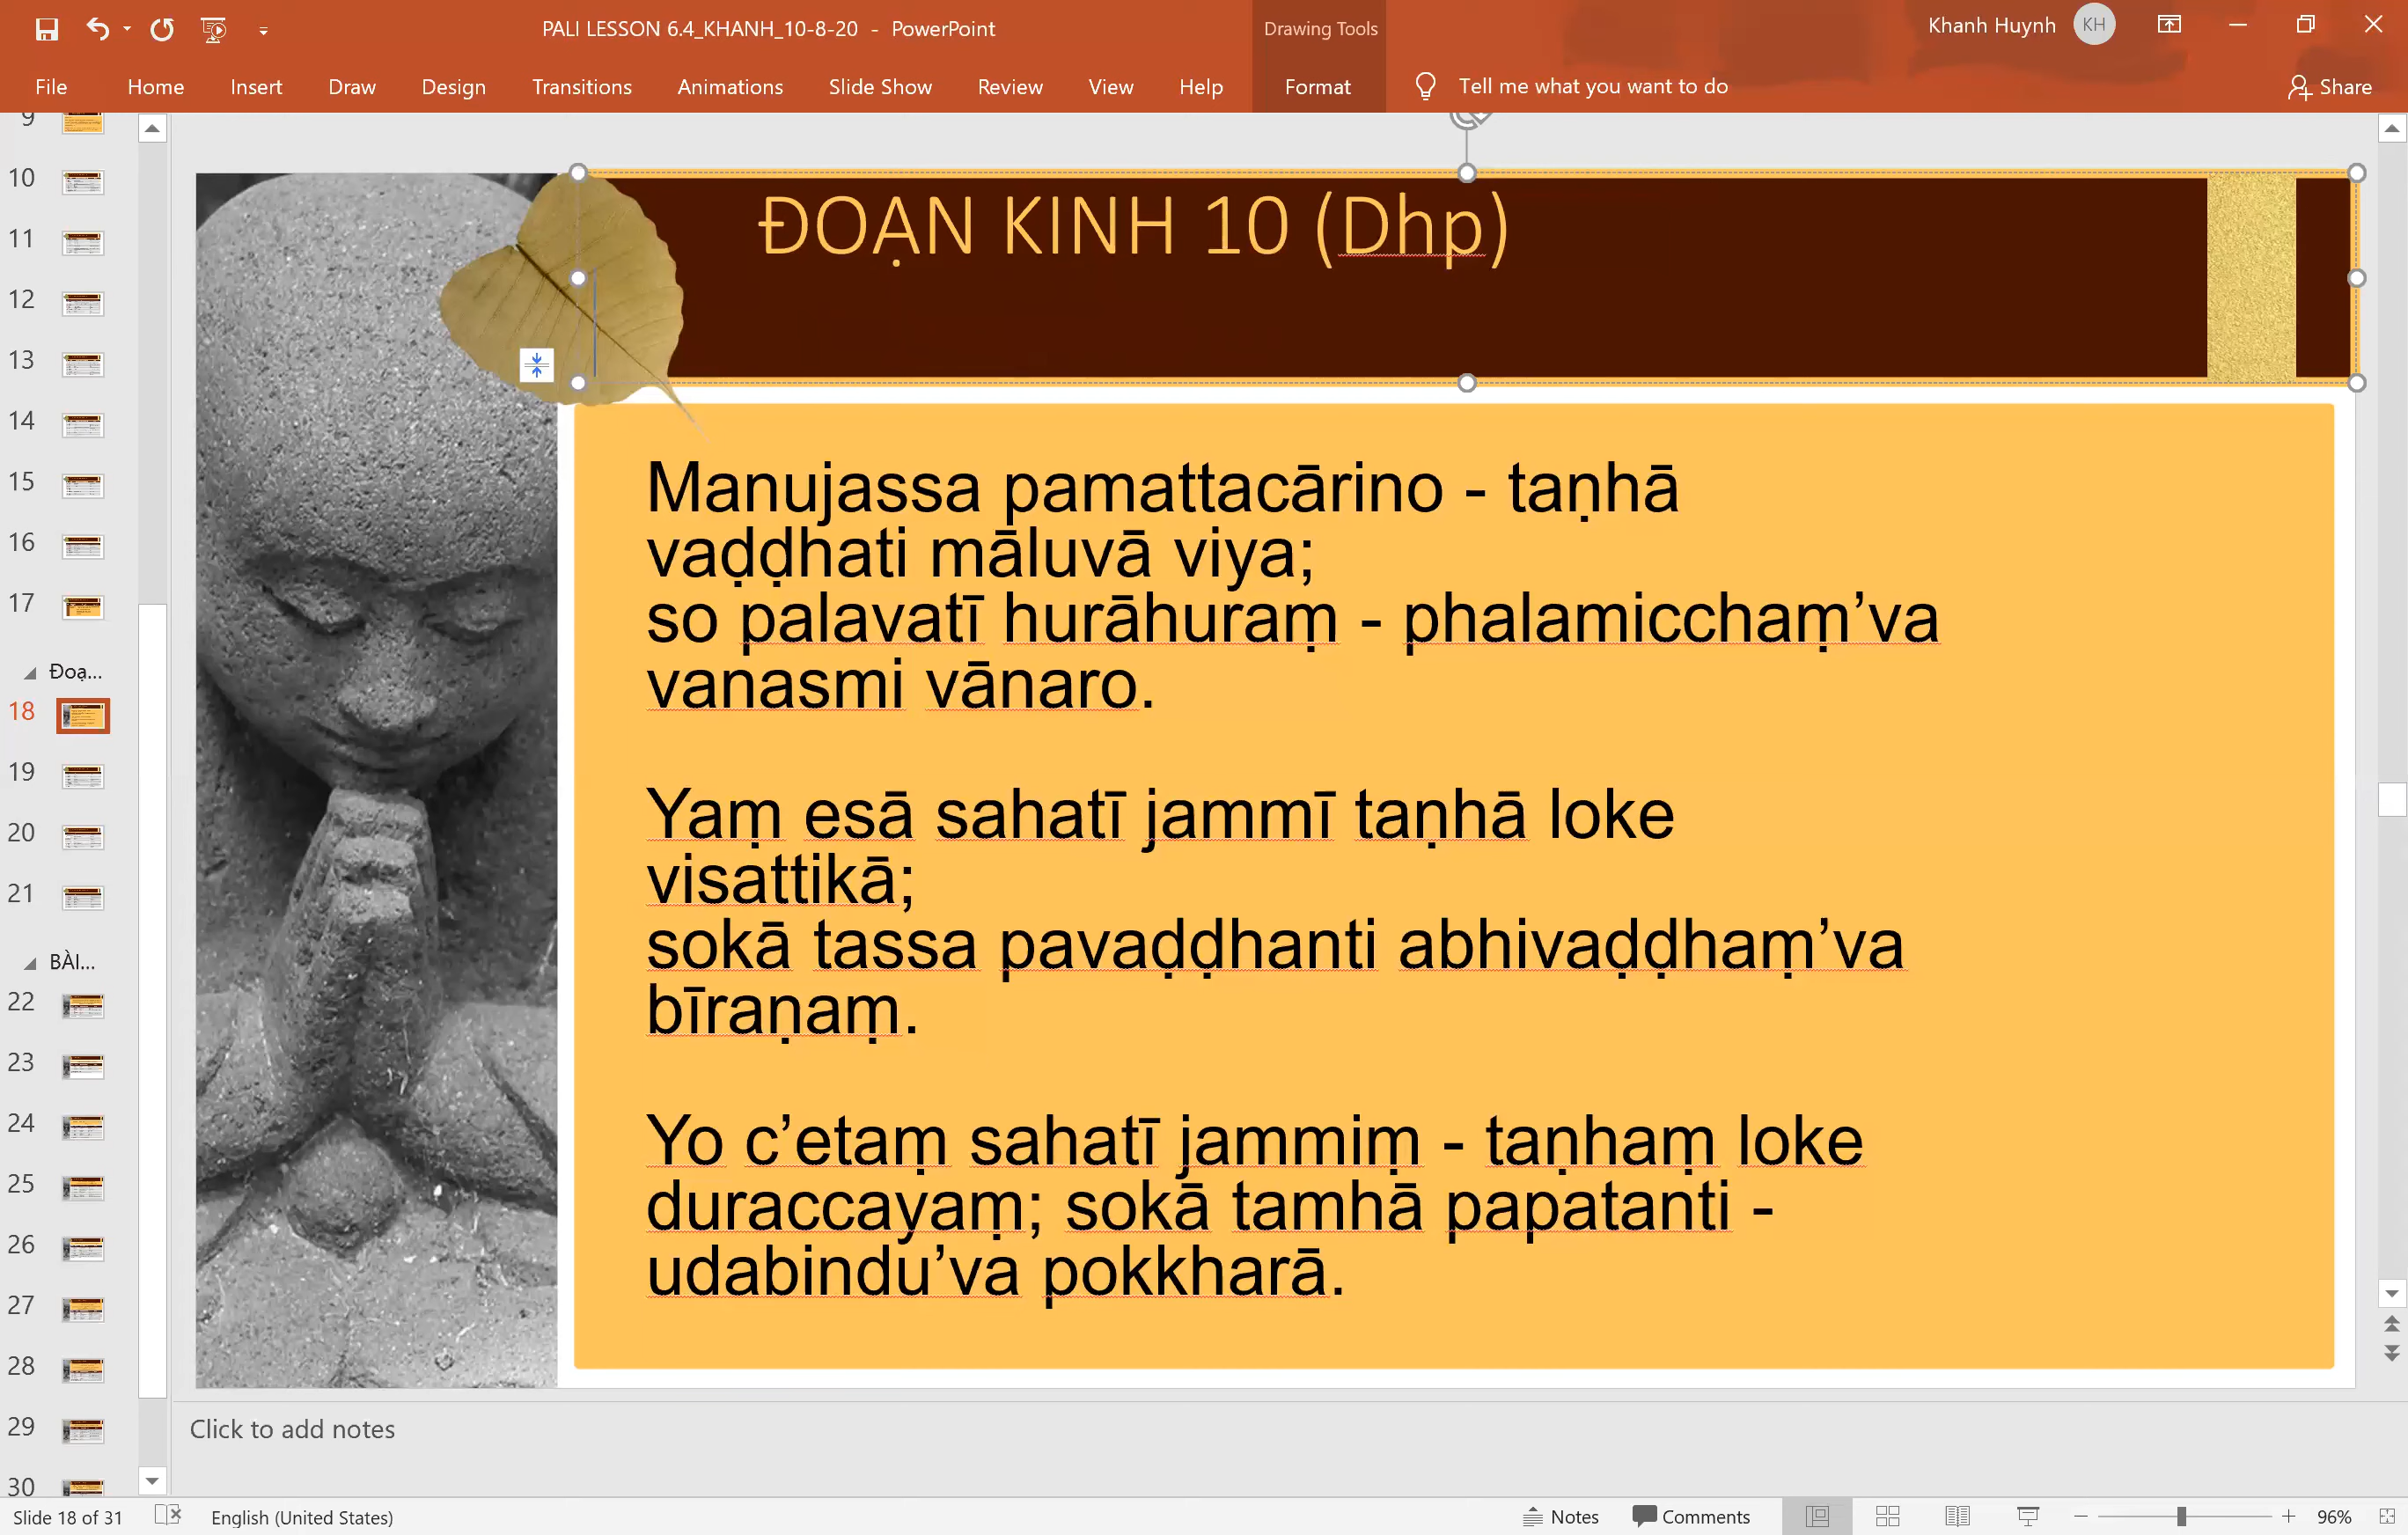 PALI LESSON 6.4_KHANH_10-8-20 - PowerPoint
Drawing Tools
Khanh Huynh
KH
File Home Insert Draw Design Transitions Animations Slide Show Review View Help Format Tell me what you want to do Share
9
10
11
12
13
14
15
16
17
Đoạ...
18
19
20
21
BÀI...
22
23
24
25
26
27
28
29
30
ĐOẠN KINH 10 (Dhp)
Manujassa pamattacārino - taṇhā
vaḍḍhati māluvā viya;
so palavatī hurāhuraṃ - phalamicchaṃ’va
vanasmi vānaro.
Yaṃ esā sahatī jammī taṇhā loke
visattikā;
sokā tassa pavaḍḍhanti abhivaḍḍhaṃ’va
bīraṇaṃ.
Yo c’etaṃ sahatī jammiṃ - taṇhaṃ loke
duraccayaṃ; sokā tamhā papatanti -
udabindu’va pokkharā.
Click to add notes
Slide 18 of 31 English (United States) Notes Comments 96%